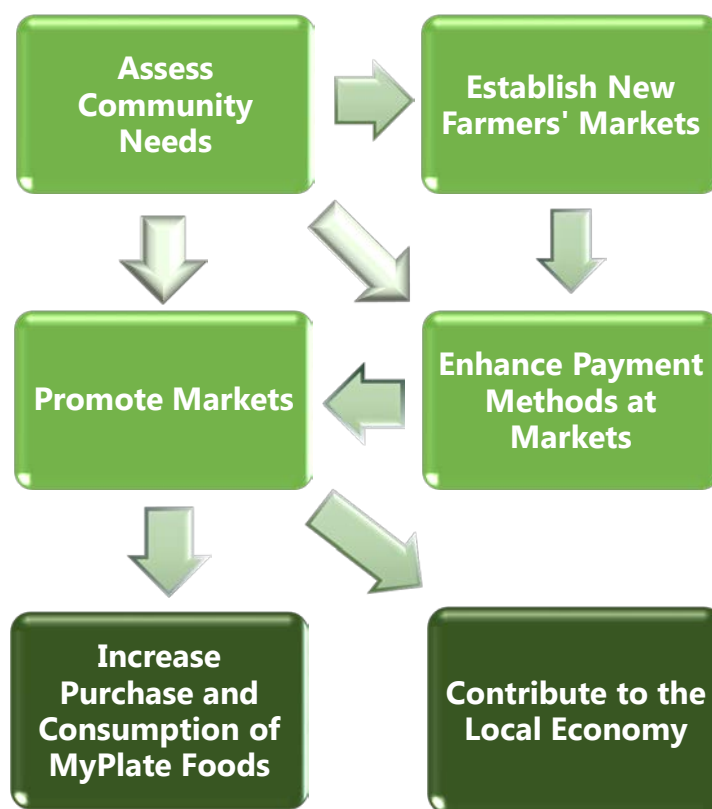 Assess
Community
Needs
Establish New
Farmers' Markets
Promote Markets
Enhance Payment
Methods at
Markets
Increase
Purchase and
Consumption of
MyPlate Foods
Contribute to the
Local Economy